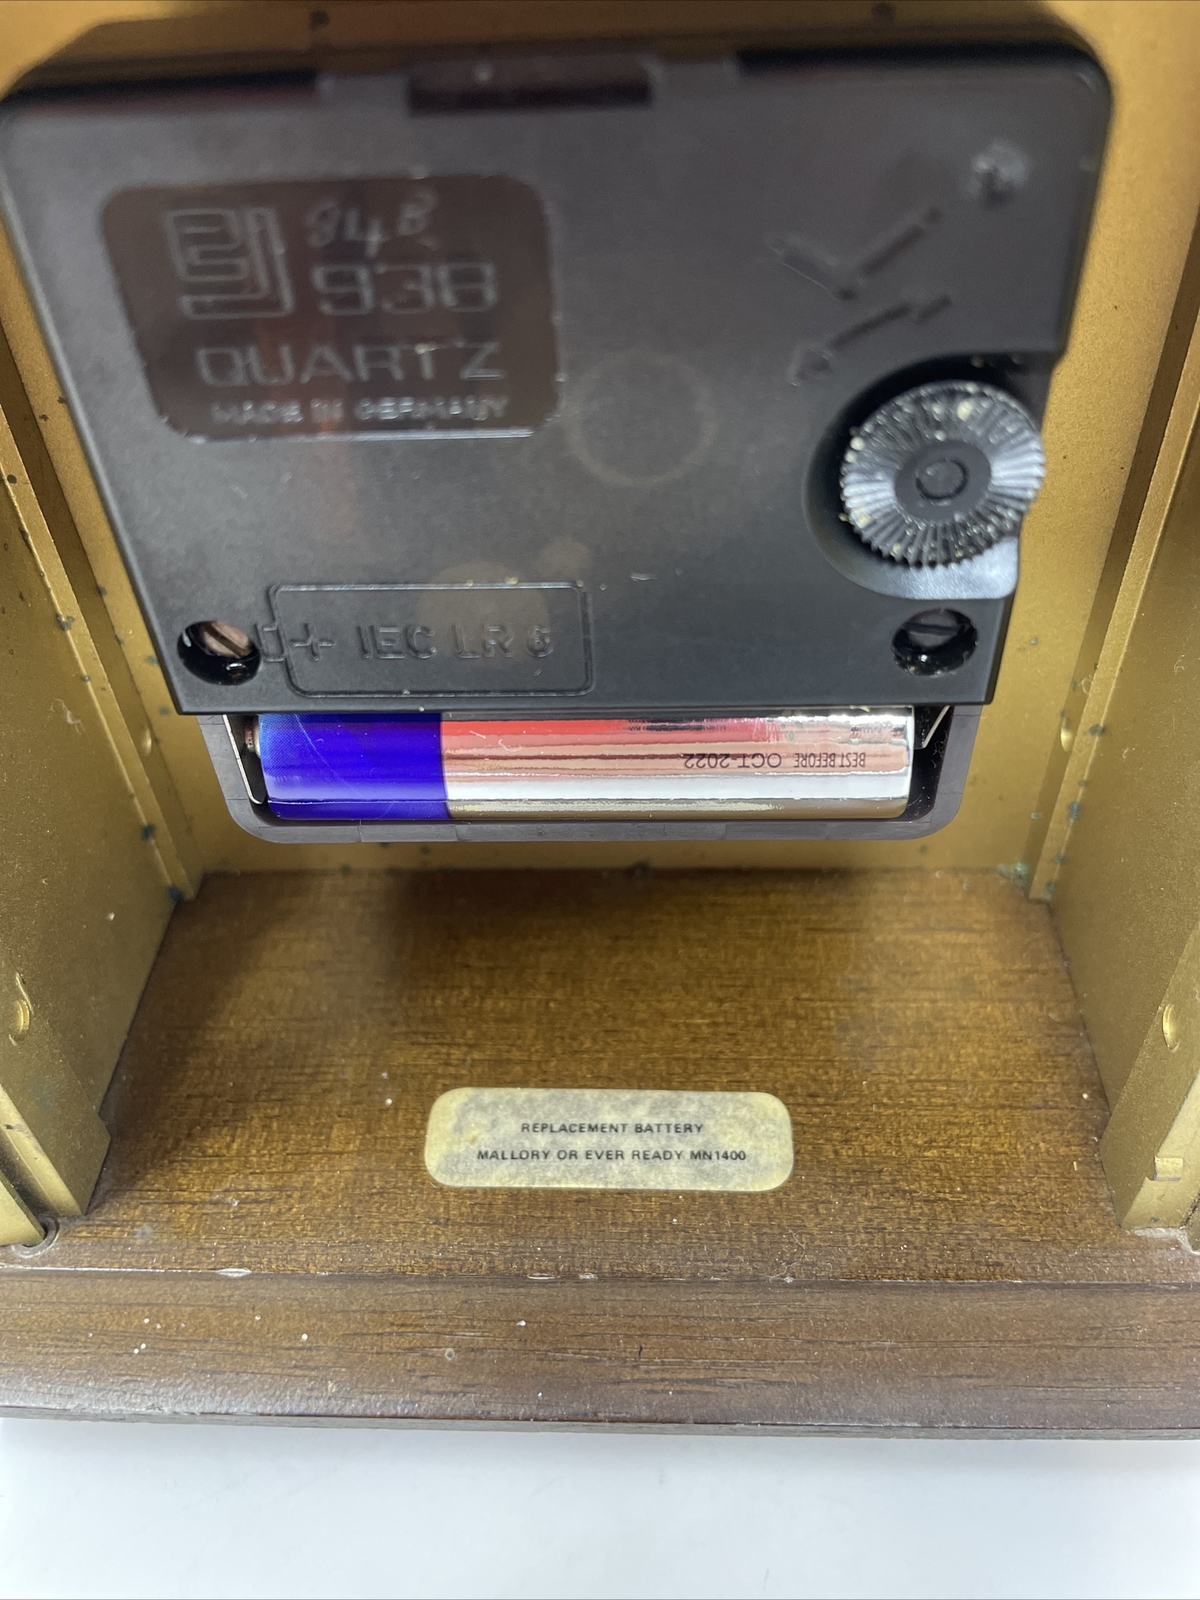 94 B
938
QUARTZ
MADE IN GERMANY
+ IEC LR 6
BEST BEFORE OCT-2022
REPLACEMENT BATTERY
MALLORY OR EVER READY MN1400